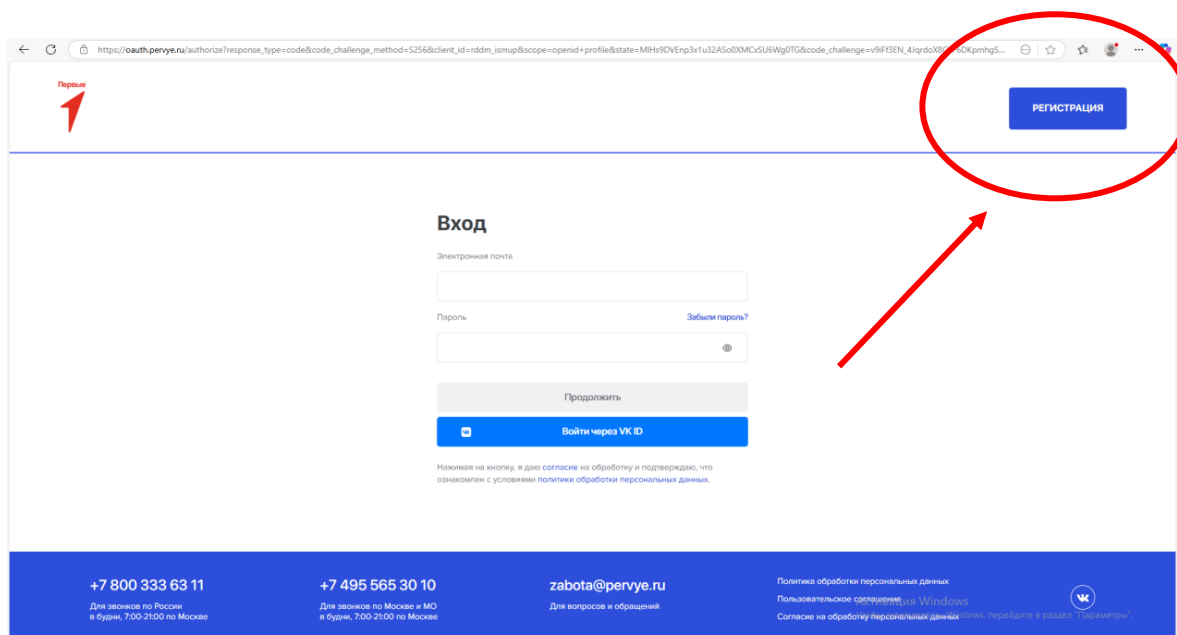 https://oauth.pervye.ru/authorize?response_type=code&code_challenge_method=S256&client_id=rddm_ismup&scope=openid+profile&state=
Первые
РЕГИСТРАЦИЯ
Вход
Электронная почта
Пароль
Забыли пароль?
Продолжить
Войти через VK ID
Нажимая на кнопку, я даю согласие на обработку и подтверждаю, что
ознакомлен с условиями политики обработки персональных данных.
+7 800 333 63 11
Для звонков по России
в будни, 7:00-21:00 по Москве
+7 495 565 30 10
Для звонков по Москве и МО
в будни, 7:00-21:00 по Москве
zabota@pervye.ru
Для вопросов и обращений
Политика обработки персональных данных
Пользовательское соглашение
Согласие на обработку персональных данных
Активация Windows
Windows, перейдите в раздел "Параметры".